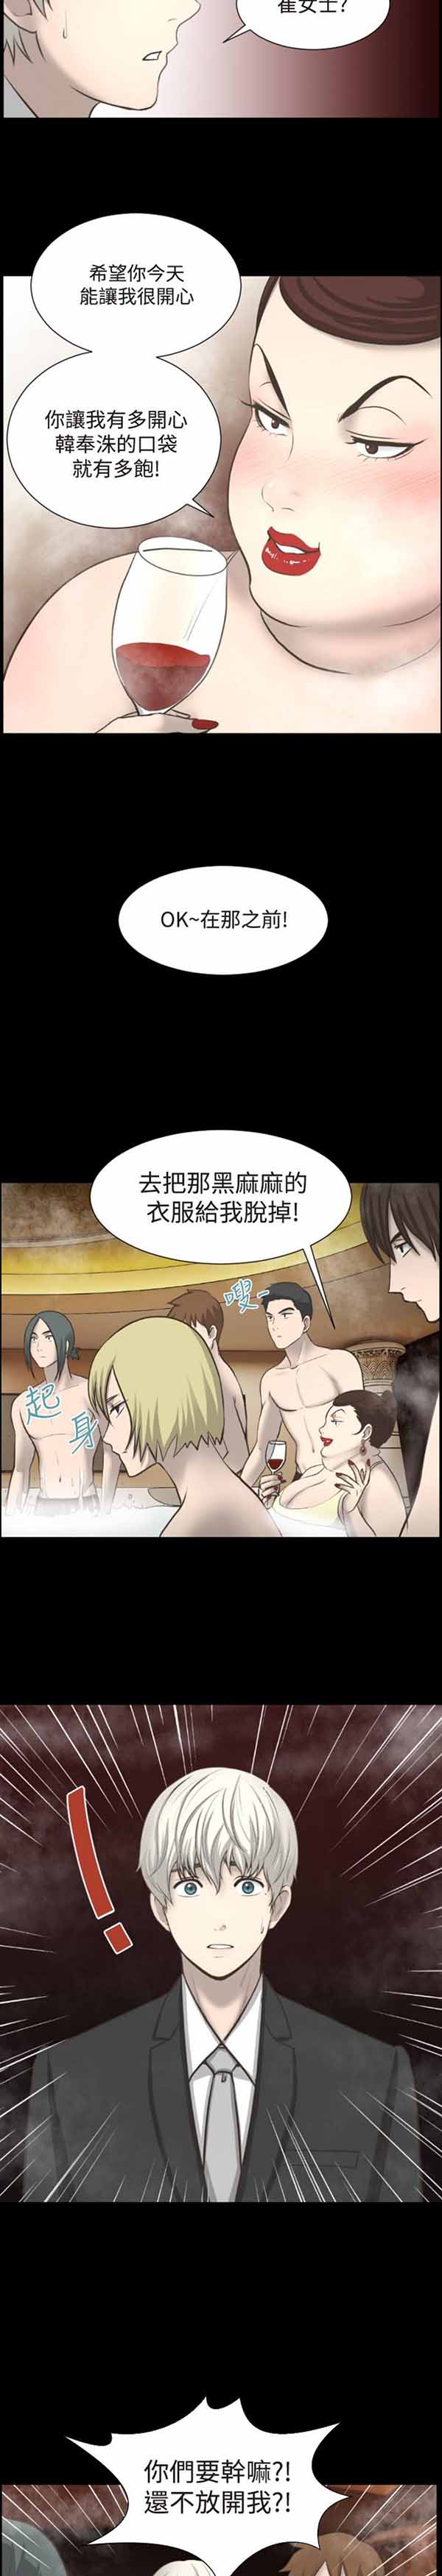 崔女士?
希望你今天
能讓我很開心
你讓我有多開心
韓奉洙的口袋
就有多飽!
OK~在那之前!
去把那黑麻麻的
衣服給我脫掉!
嗖~
起
身
!
你們要幹嘛?!
還不放開我?!